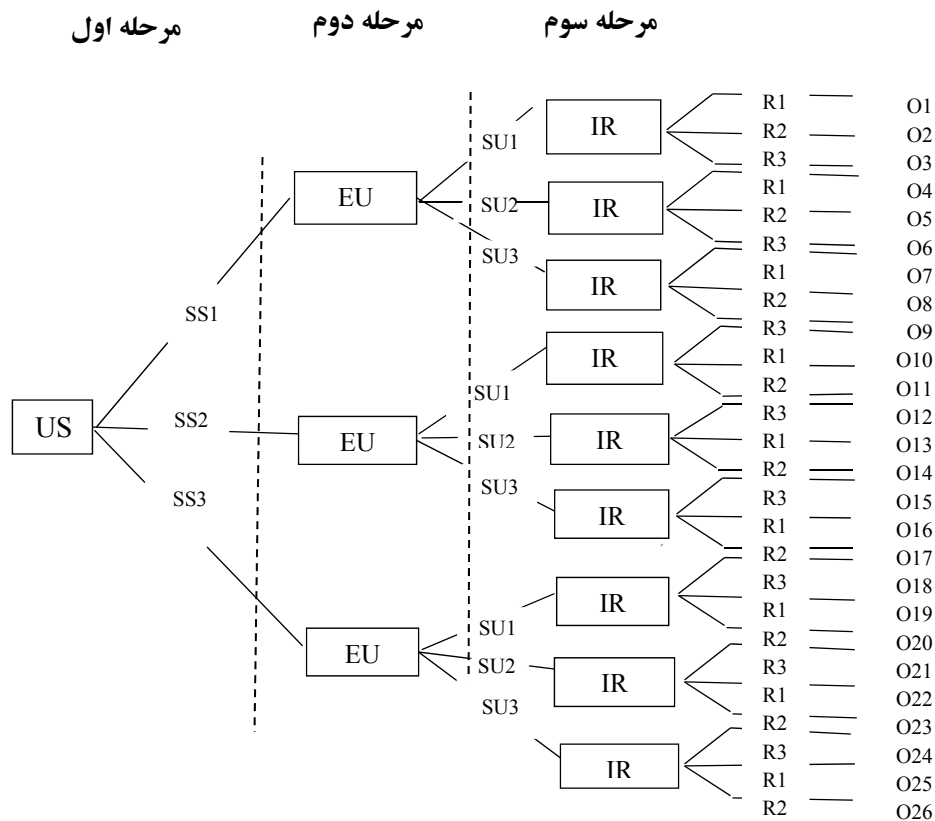 مرحله اول
مرحله دوم
مرحله سوم
US
SS1
SS2
SS3
EU
EU
EU
SU1
SU2
SU3
SU1
SU2
SU3
SU1
SU2
SU3
IR
IR
IR
IR
IR
IR
IR
IR
IR
R1
R2
R3
R1
R2
R3
R1
R2
R3
R1
R2
R3
R1
R2
R3
R1
R2
R3
R1
R2
R3
R1
R2
R3
R1
R2
O1
O2
O3
O4
O5
O6
O7
O8
O9
O10
O11
O12
O13
O14
O15
O16
O17
O18
O19
O20
O21
O22
O23
O24
O25
O26